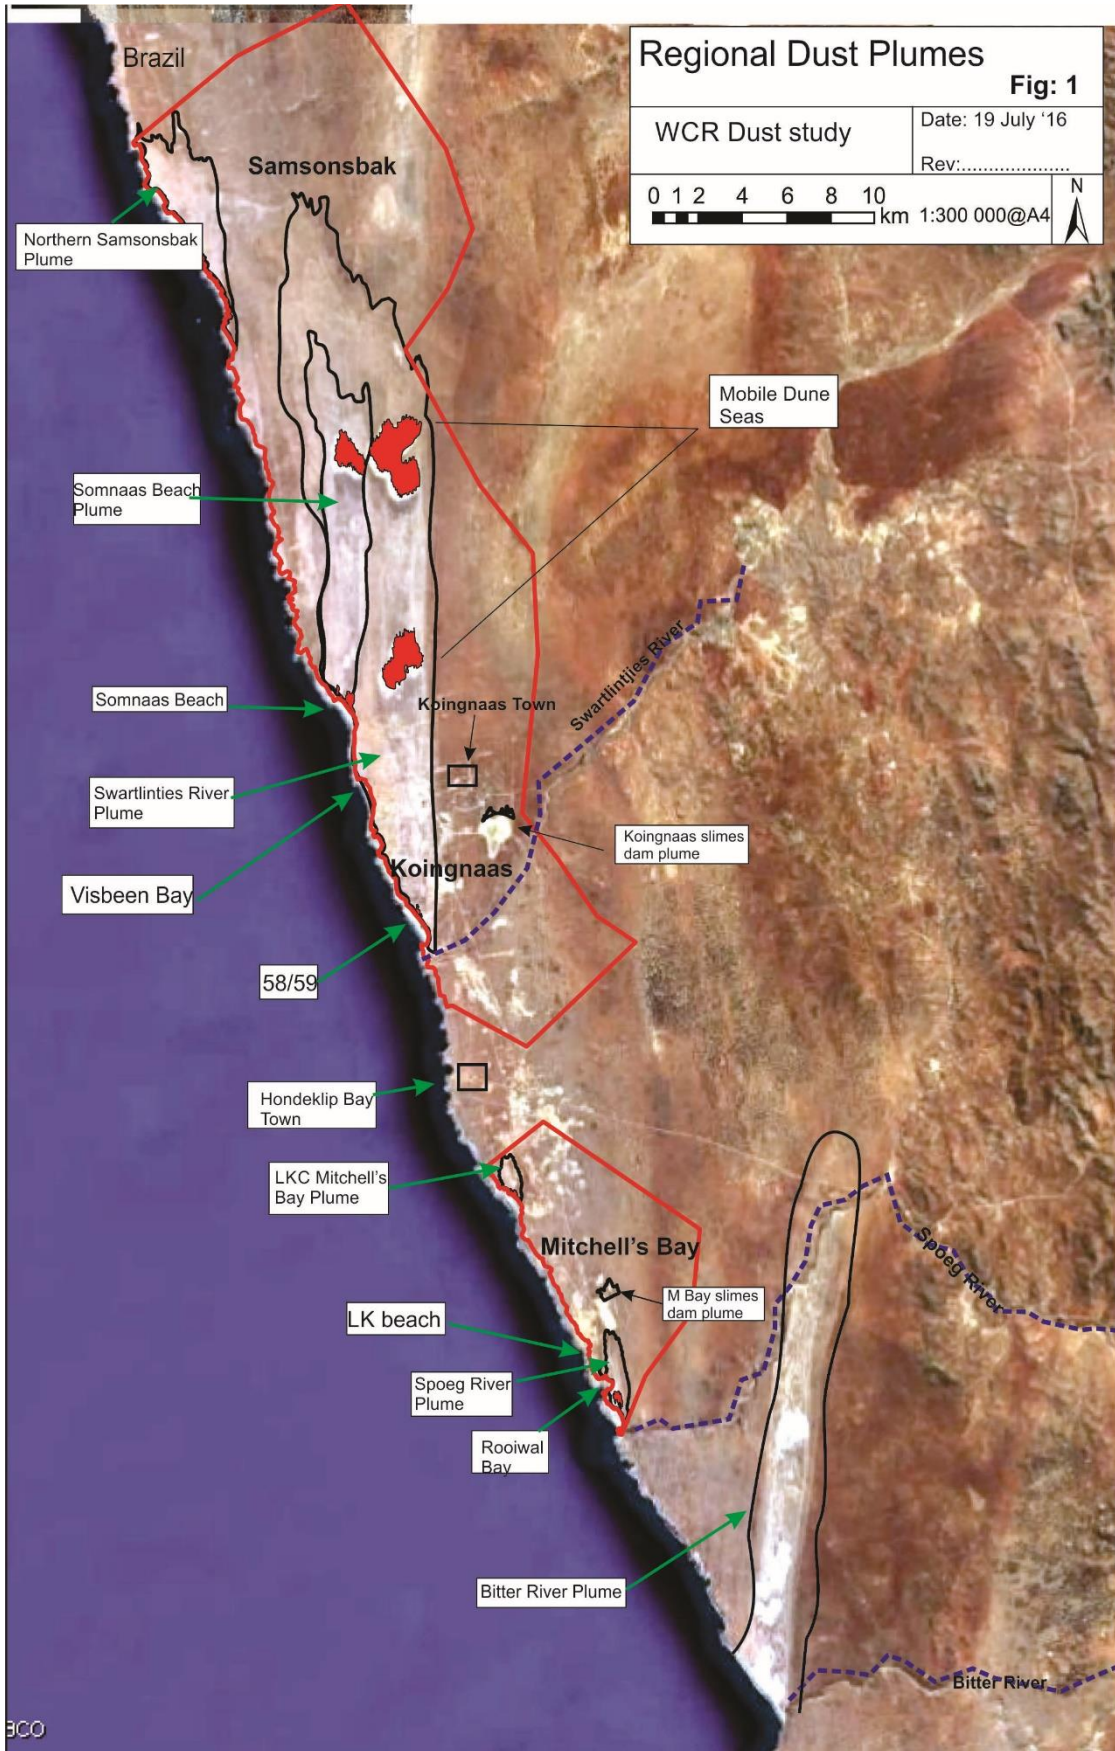 Regional Dust Plumes
Fig: 1
WCR Dust study
Date: 19 July ‘16
Rev:....................
0 1 2 4 6 8 10
km 1:300 000@A4
N
Brazil
Samsonsbak
Northern Samsonsbak
Plume
Mobile Dune
Seas
Somnaas Beach
Plume
Swartlintjies River
Koingnaas Town
Somnaas Beach
Swartlinties River
Plume
Koingnaas slimes
dam plume
Koingnaas
Visbeen Bay
58/59
Hondeklip Bay
Town
LKC Mitchell's
Bay Plume
Mitchell's Bay
Spoeg River
M Bay slimes
dam plume
LK beach
Spoeg River
Plume
Rooiwal
Bay
Bitter River Plume
Bitter River